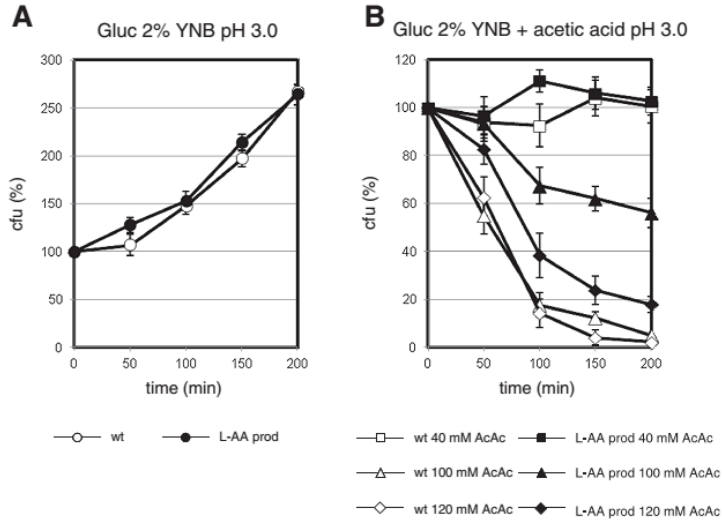 A
Gluc 2% YNB pH 3.0
300
250
200
150
100
50
0
cfu (%)
0 50 100 150 200
time (min)
wt L-AA prod
B
Gluc 2% YNB + acetic acid pH 3.0
120
100
80
60
40
20
0
cfu (%)
0 50 100 150 200
time (min)
wt 40 mM AcAc L-AA prod 40 mM AcAc
wt 100 mM AcAc L-AA prod 100 mM AcAc
wt 120 mM AcAc L-AA prod 120 mM AcAc